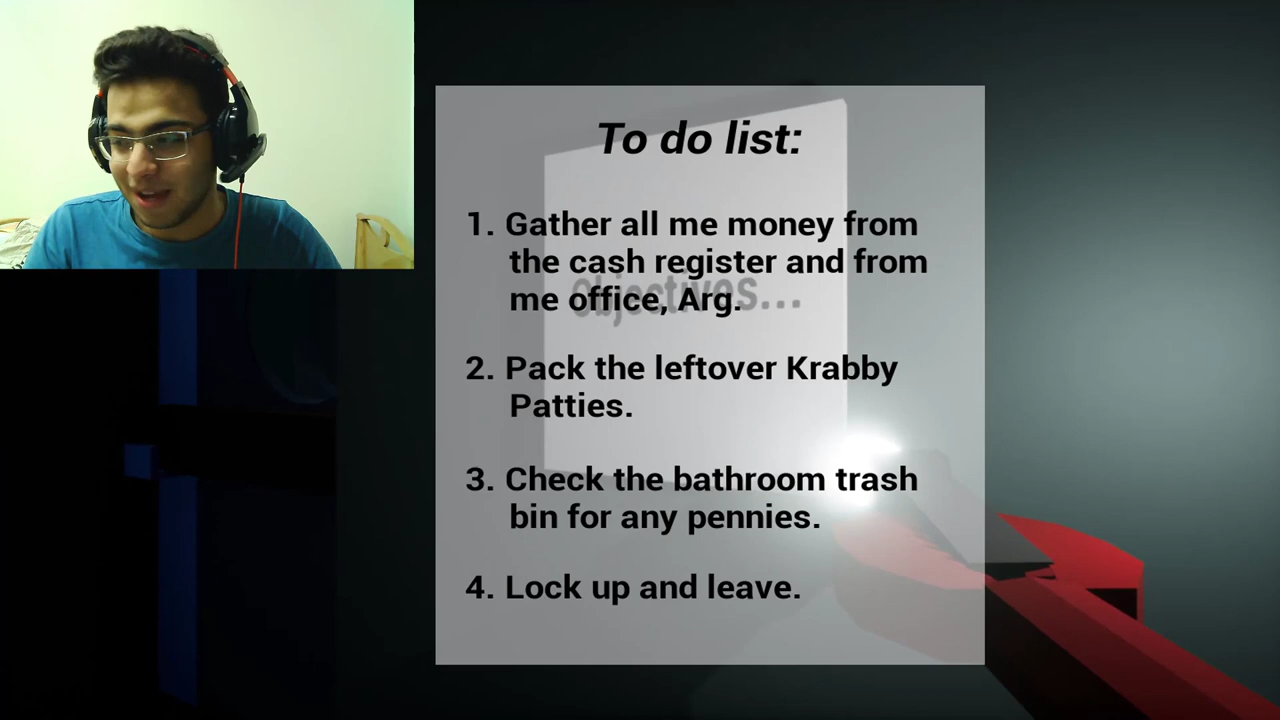 To do list:
1. Gather all me money from
the cash register and from
me office, Arg.
Objectives...
2. Pack the leftover Krabby
Patties.
3. Check the bathroom trash
bin for any pennies.
4. Lock up and leave.